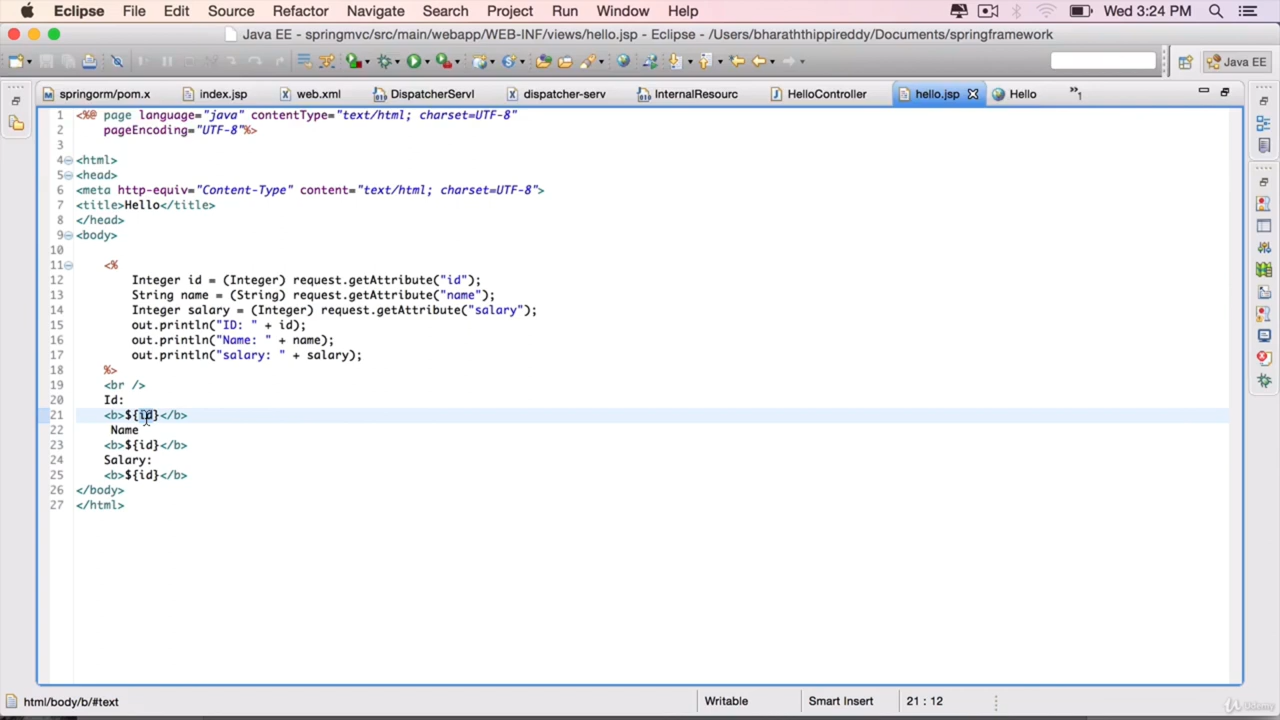 Eclipse File Edit Source Refactor Navigate Search Project Run Window Help Wed 3:24 PM
Java EE - springmvc/src/main/webapp/WEB-INF/views/hello.jsp - Eclipse - /Users/bharaththippireddy/Documents/springframework
Java EE
springorm/pom.x index.jsp web.xml DispatcherServl dispatcher-serv InternalResourc HelloController hello.jsp Hello »1
1 <%@ page language="java" contentType="text/html; charset=UTF-8"
2 pageEncoding="UTF-8"%>
3
4 <html>
5 <head>
6 <meta http-equiv="Content-Type" content="text/html; charset=UTF-8">
7 <title>Hello</title>
8 </head>
9 <body>
10
11 <%
12 Integer id = (Integer) request.getAttribute("id");
13 String name = (String) request.getAttribute("name");
14 Integer salary = (Integer) request.getAttribute("salary");
15 out.println("ID: " + id);
16 out.println("Name: " + name);
17 out.println("salary: " + salary);
18 %>
19 <br />
20 Id:
21 <b>${id}</b>
22 Name
23 <b>${id}</b>
24 Salary:
25 <b>${id}</b>
26 </body>
27 </html>
html/body/b/#text Writable Smart Insert 21 : 12
Udemy